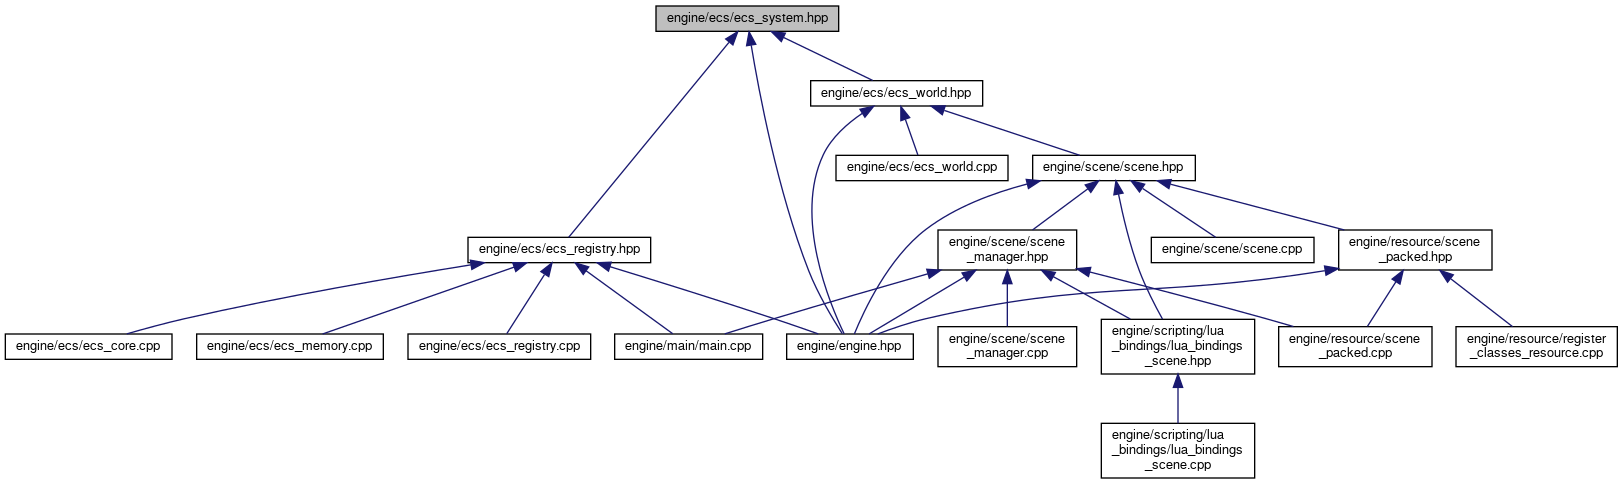 engine/ecs/ecs_system.hpp
engine/ecs/ecs_world.hpp
engine/ecs/ecs_world.cpp
engine/scene/scene.hpp
engine/ecs/ecs_registry.hpp
engine/scene/scene
_manager.hpp
engine/scene/scene.cpp
engine/resource/scene
_packed.hpp
engine/ecs/ecs_core.cpp
engine/ecs/ecs_memory.cpp
engine/ecs/ecs_registry.cpp
engine/main/main.cpp
engine/engine.hpp
engine/scene/scene
_manager.cpp
engine/scripting/lua
_bindings/lua_bindings
_scene.hpp
engine/resource/scene
_packed.cpp
engine/resource/register
_classes_resource.cpp
engine/scripting/lua
_bindings/lua_bindings
_scene.cpp